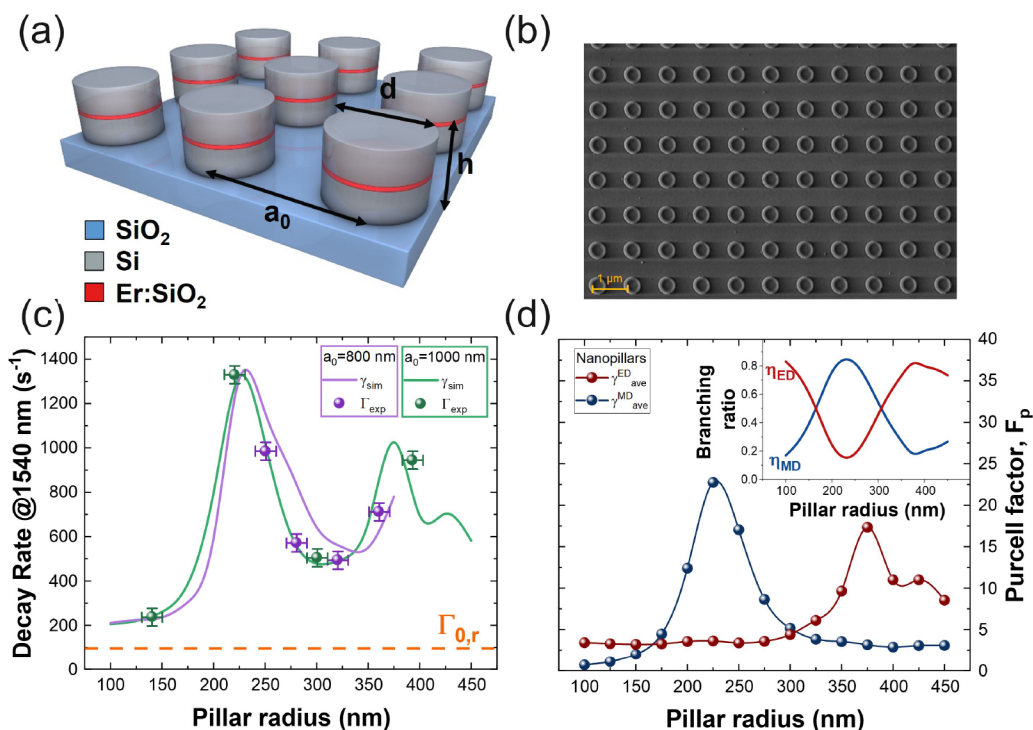 (a)
d
h
a₀
SiO₂
Si
Er:SiO₂
(b)
1 µm
(c)
Decay Rate @1540 nm (s⁻¹)
1400
1200
1000
800
600
400
200
0
a₀=800 nm
γsim
Γexp
a₀=1000 nm
γsim
Γexp
Γ₀,r
100 150 200 250 300 350 400 450
Pillar radius (nm)
(d)
Nanopillars
γᴱᴰave
γᴹᴰave
Branching
ratio
0.8
0.6
0.4
0.2
0.0
ηED
ηMD
100 200 300 400
Pillar radius (nm)
40
35
30
25
20
15
10
5
0
Purcell factor, Fp
100 150 200 250 300 350 400 450
Pillar radius (nm)